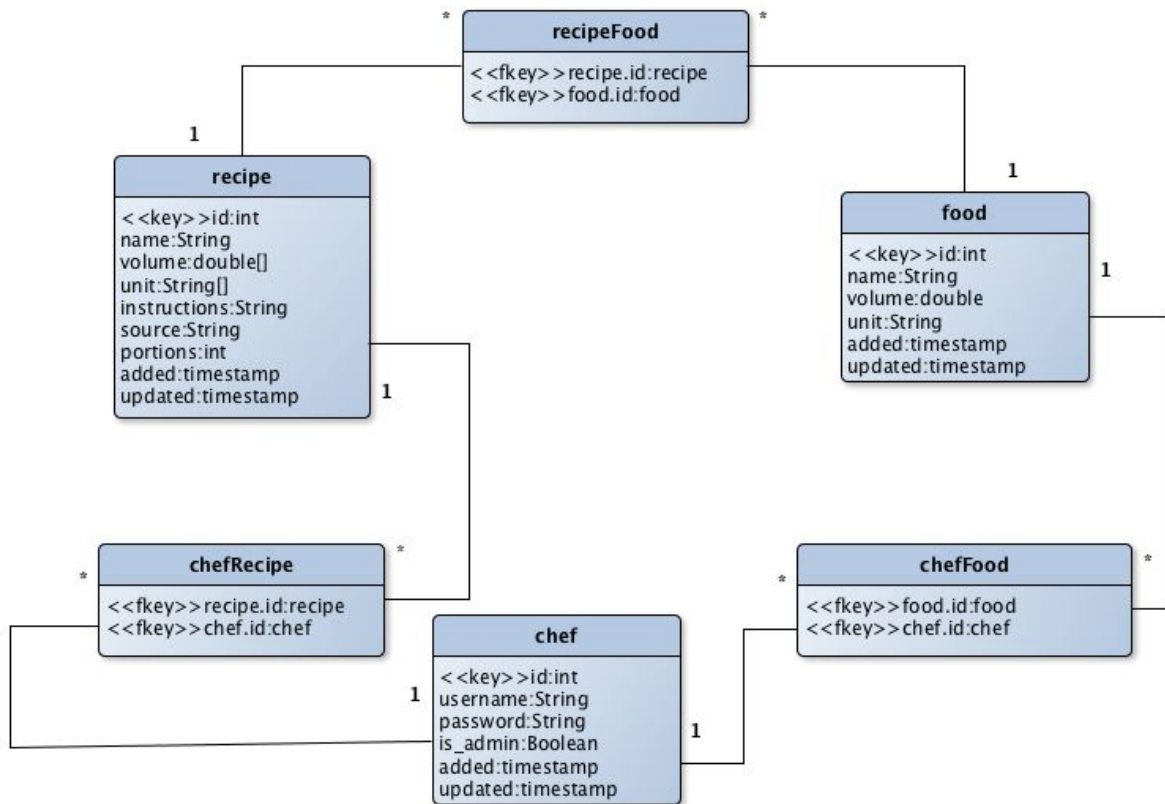 * *
recipeFood
<<fkey>>recipe.id:recipe
<<fkey>>food.id:food
1
recipe
<<key>>id:int
name:String
volume:double[]
unit:String[]
instructions:String
source:String
portions:int
added:timestamp
updated:timestamp
1
1
food
<<key>>id:int
name:String
volume:double
unit:String
added:timestamp
updated:timestamp
1
* *
chefRecipe
<<fkey>>recipe.id:recipe
<<fkey>>chef.id:chef
* *
chefFood
<<fkey>>food.id:food
<<fkey>>chef.id:chef
1
chef
<<key>>id:int
username:String
password:String
is_admin:Boolean
added:timestamp
updated:timestamp
1